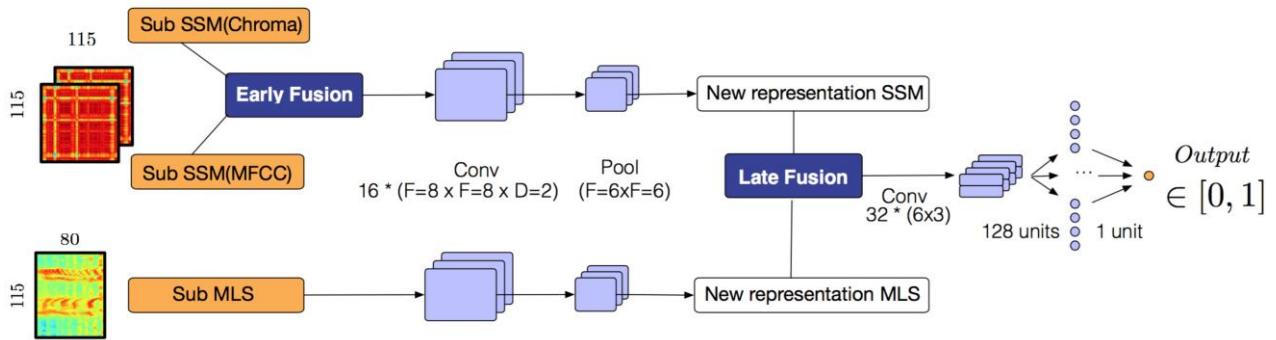 Sub SSM(Chroma)
115
115
Early Fusion
Sub SSM(MFCC)
Conv
16 * (F=8 x F=8 x D=2)
Pool
(F=6xF=6)
New representation SSM
Late Fusion
Conv
32 * (6x3)
128 units
...
1 unit
Output
∈ [0, 1]
80
115
Sub MLS
New representation MLS